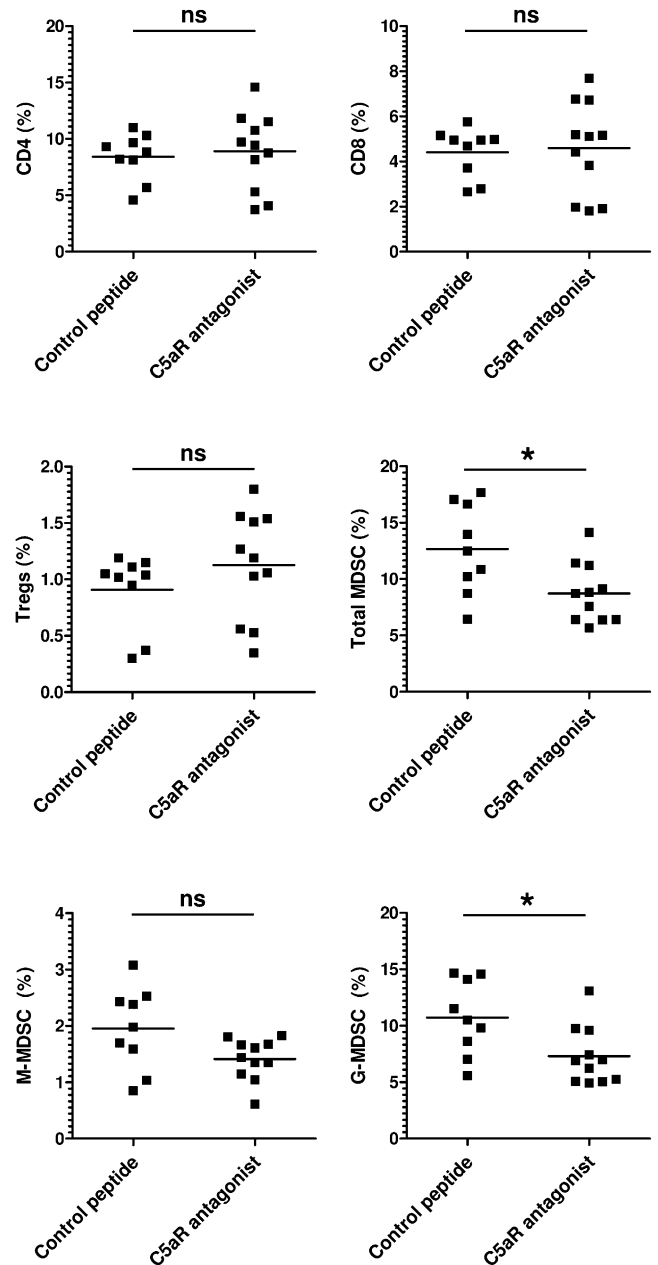 ns
20
15
10
5
0
CD4 (%)
Control peptide
C5aR antagonist
ns
10
8
6
4
2
0
CD8 (%)
Control peptide
C5aR antagonist
ns
2.0
1.5
1.0
0.5
0.0
Tregs (%)
Control peptide
C5aR antagonist
*
20
15
10
5
0
Total MDSC (%)
Control peptide
C5aR antagonist
ns
4
3
2
1
0
M-MDSC (%)
Control peptide
C5aR antagonist
*
20
15
10
5
0
G-MDSC (%)
Control peptide
C5aR antagonist